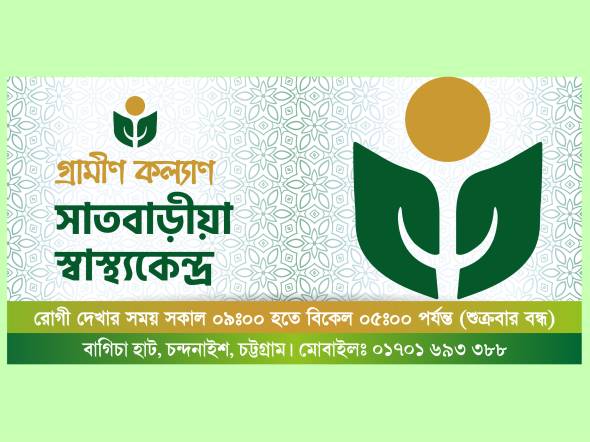 গ্রামীণ কল্যাণ
সাতবাড়ীয়া
স্বাস্থ্যকেন্দ্র
রোগী দেখার সময় সকাল ০৯ঃ০০ হতে বিকেল ০৫ঃ০০ পর্যন্ত (শুক্রবার বন্ধ)
বাগিচা হাট, চন্দনাইশ, চট্টগ্রাম। মোবাইলঃ ০১৭০১ ৬৯৩ ৩৮৮